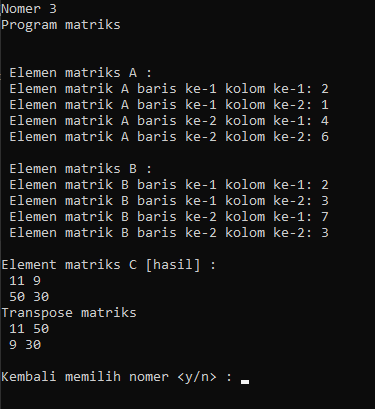 Nomer 3
Program matriks
Elemen matriks A :
Elemen matrik A baris ke-1 kolom ke-1: 2
Elemen matrik A baris ke-1 kolom ke-2: 1
Elemen matrik A baris ke-2 kolom ke-1: 4
Elemen matrik A baris ke-2 kolom ke-2: 6
Elemen matriks B :
Elemen matrik B baris ke-1 kolom ke-1: 2
Elemen matrik B baris ke-1 kolom ke-2: 3
Elemen matrik B baris ke-2 kolom ke-1: 7
Elemen matrik B baris ke-2 kolom ke-2: 3
Element matriks C [hasil] :
11 9
50 30
Transpose matriks
11 50
9 30
Kembali memilih nomer <y/n> :